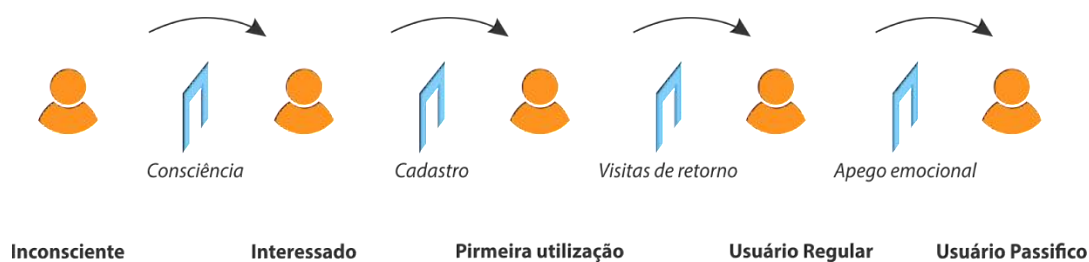 Consciência Cadastro Visitas de retorno Apego emocional
Inconsciente Interessado Pirmeira utilização Usuário Regular Usuário Passifico